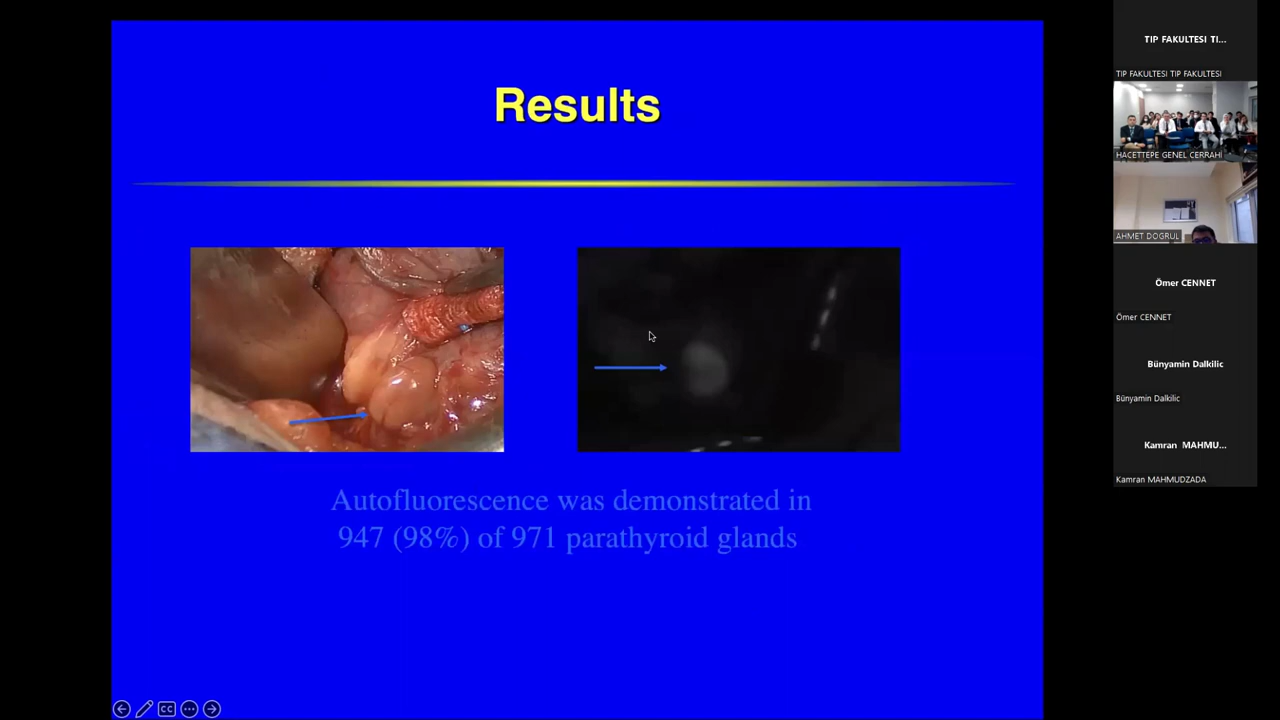 Results
Autofluorescence was demonstrated in
947 (98%) of 971 parathyroid glands
CC
TIP FAKULTESI TI...
TIP FAKULTESI TIP FAKULTESI
HACETTEPE GENEL CERRAHİ
AHMET DOGRUL
Ömer CENNET
Ömer CENNET
Bünyamin Dalkilic
Bünyamin Dalkilic
Kamran MAHMU...
Kamran MAHMUDZADA